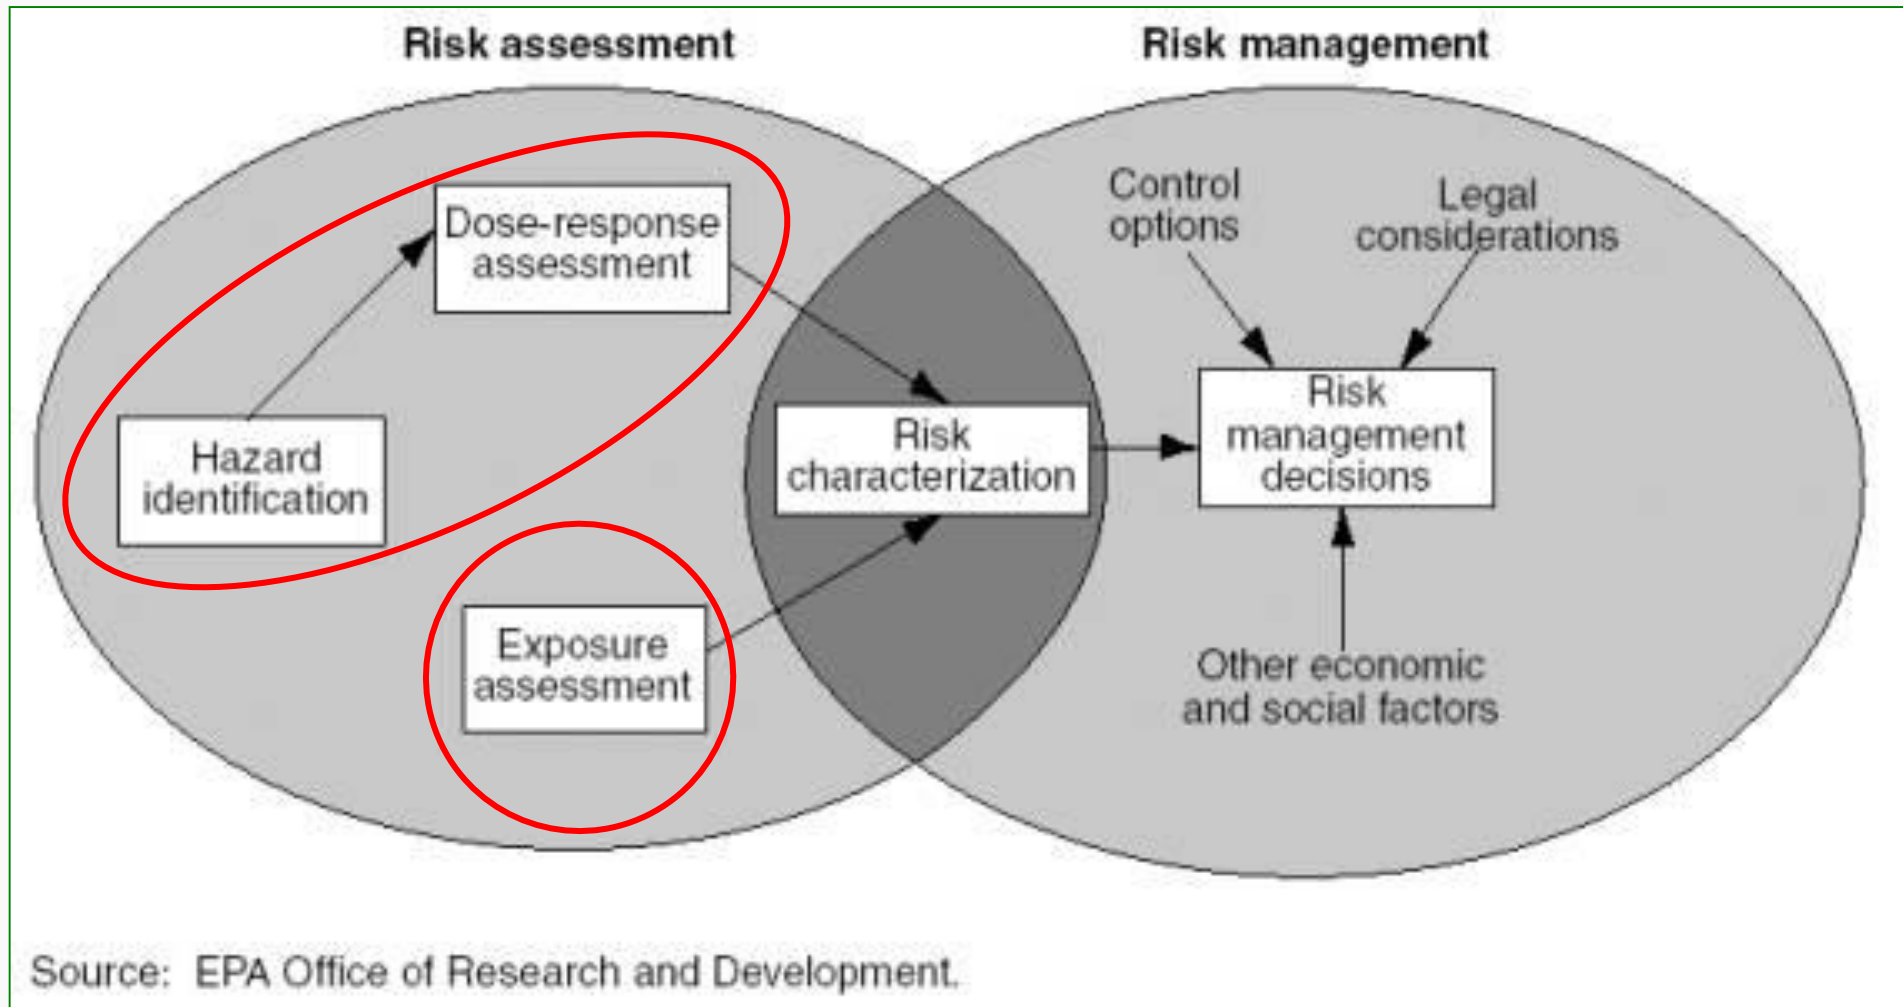 Risk assessment
Risk management
Dose-response
assessment
Hazard
identification
Exposure
assessment
Risk
characterization
Control
options
Legal
considerations
Risk
management
decisions
Other economic
and social factors
Source: EPA Office of Research and Development.